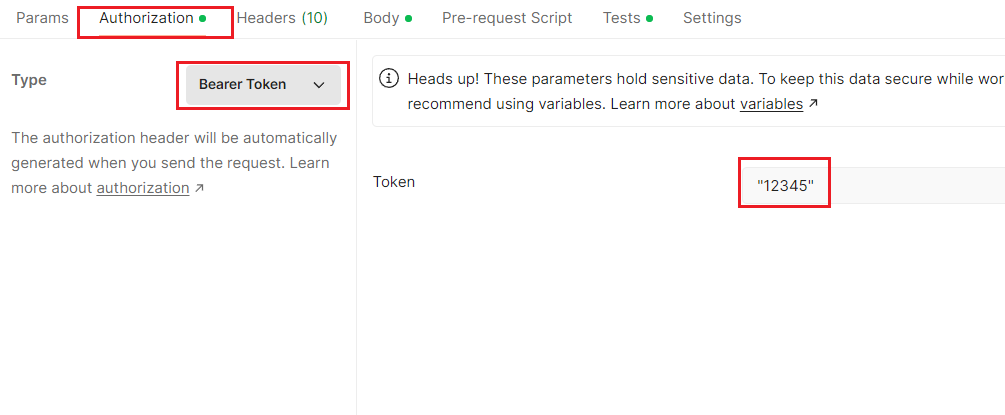 Params Authorization Headers (10) Body Pre-request Script Tests Settings
Type Bearer Token
The authorization header will be automatically
generated when you send the request. Learn
more about authorization ↗
Heads up! These parameters hold sensitive data. To keep this data secure while wor
recommend using variables. Learn more about variables ↗
Token "12345"